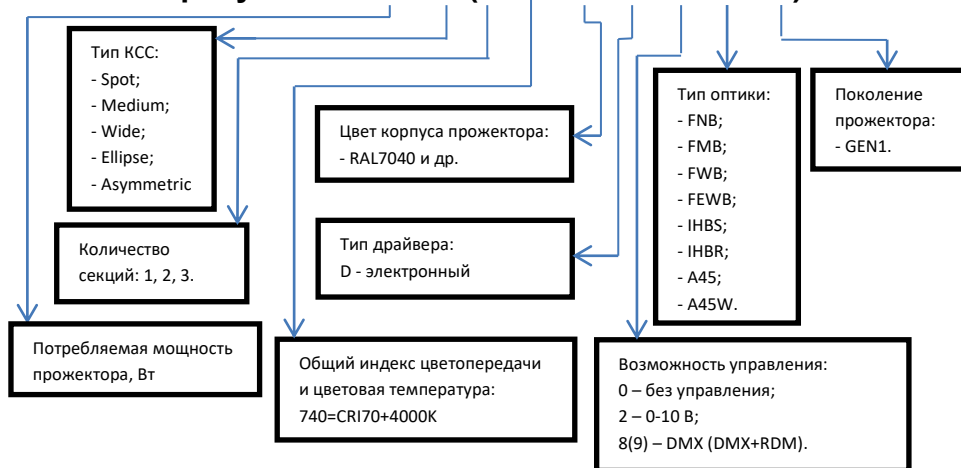 Тип КСС:
- Spot;
- Medium;
- Wide;
- Ellipse;
- Asymmetric
Количество
секций: 1, 2, 3.
Потребляемая мощность
прожектора, Вт
Цвет корпуса прожектора:
- RAL7040 и др.
Тип драйвера:
D - электронный
Общий индекс цветопередачи
и цветовая температура:
740=CRI70+4000K
Тип оптики:
- FNB;
- FMB;
- FWB;
- FEWB;
- IHBS;
- IHBR;
- A45;
- A45W.
Поколение
прожектора:
- GEN1.
Возможность управления:
0 – без управления;
2 – 0-10 В;
8(9) – DMX (DMX+RDM).